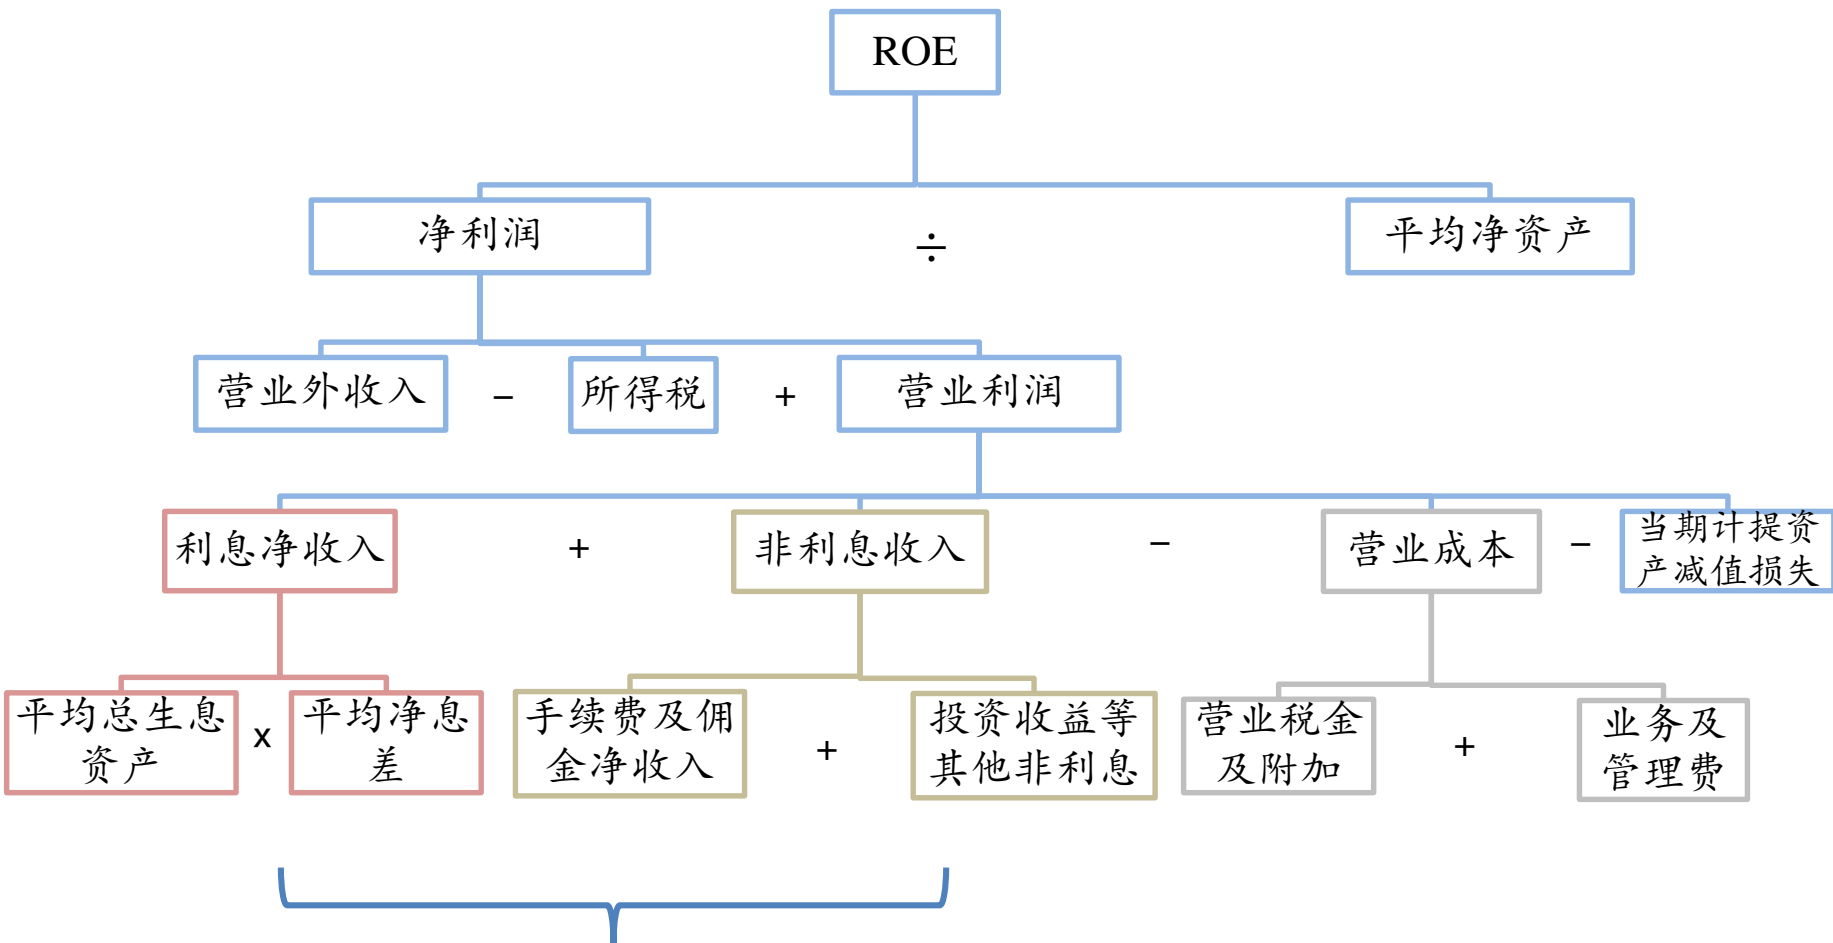 ROE
净利润
÷
平均净资产
营业外收入
–
所得税
+
营业利润
利息净收入
+
非利息收入
–
营业成本
–
当期计提资
产减值损失
平均总生息
资产
x
平均净息
差
手续费及佣
金净收入
+
投资收益等
其他非利息
营业税金
及附加
+
业务及
管理费